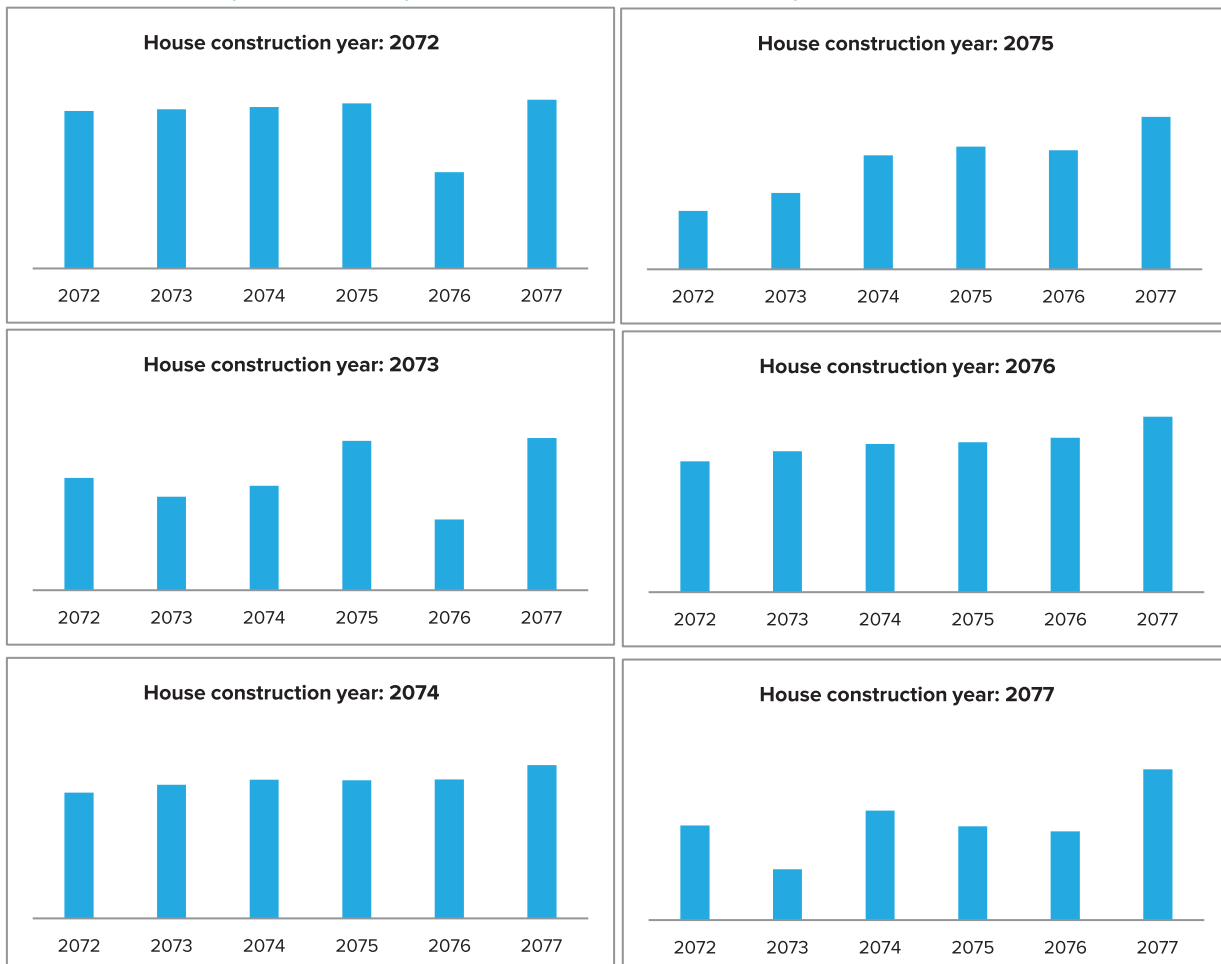 House construction year: 2072
2072 2073 2074 2075 2076 2077
House construction year: 2075
2072 2073 2074 2075 2076 2077
House construction year: 2073
2072 2073 2074 2075 2076 2077
House construction year: 2076
2072 2073 2074 2075 2076 2077
House construction year: 2074
2072 2073 2074 2075 2076 2077
House construction year: 2077
2072 2073 2074 2075 2076 2077